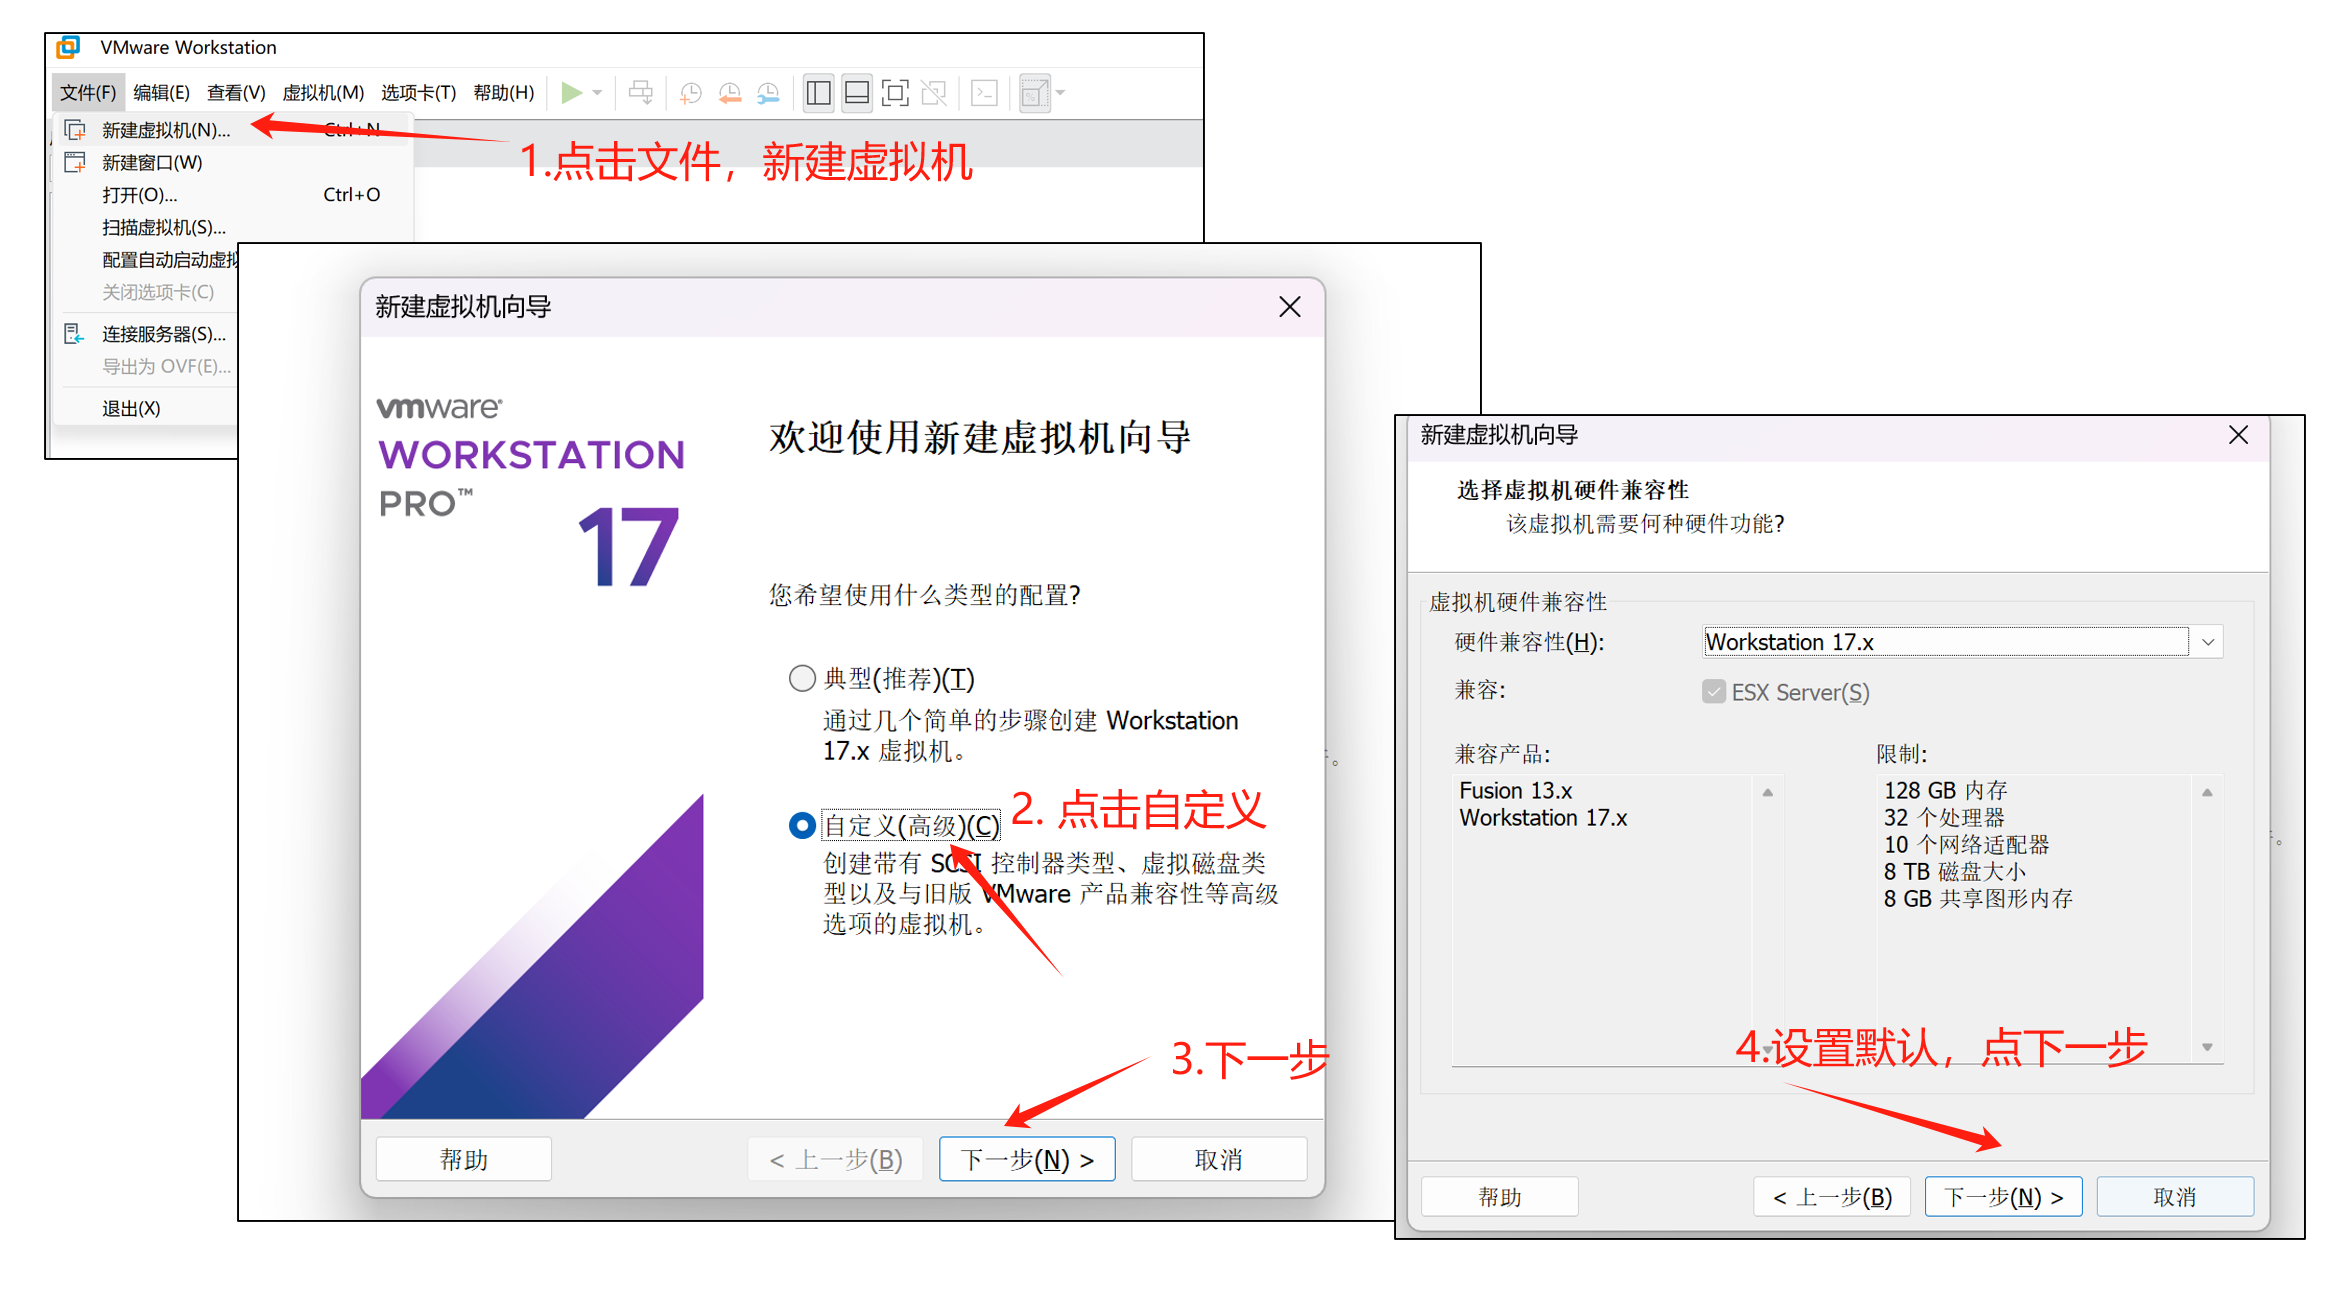 VMware Workstation
文件(F) 编辑(E) 查看(V) 虚拟机(M) 选项卡(T) 帮助(H)
新建虚拟机(N)... Ctrl+N
新建窗口(W)
打开(O)... Ctrl+O
扫描虚拟机(S)...
配置自动启动虚拟
关闭选项卡(C)
连接服务器(S)...
导出为 OVF(E)...
退出(X)
1.点击文件，新建虚拟机
新建虚拟机向导
vmware®
WORKSTATION
PRO™
17
欢迎使用新建虚拟机向导
您希望使用什么类型的配置?
典型(推荐)(T)
通过几个简单的步骤创建 Workstation
17.x 虚拟机。
自定义(高级)(C)
2. 点击自定义
创建带有 SCSI 控制器类型、虚拟磁盘类
型以及与旧版 VMware 产品兼容性等高级
选项的虚拟机。
3.下一步
帮助 < 上一步(B) 下一步(N) > 取消
新建虚拟机向导
选择虚拟机硬件兼容性
该虚拟机需要何种硬件功能?
虚拟机硬件兼容性
硬件兼容性(H): Workstation 17.x
兼容: ESX Server(S)
兼容产品:
Fusion 13.x
Workstation 17.x
限制:
128 GB 内存
32 个处理器
10 个网络适配器
8 TB 磁盘大小
8 GB 共享图形内存
4.设置默认，点下一步
帮助 < 上一步(B) 下一步(N) > 取消